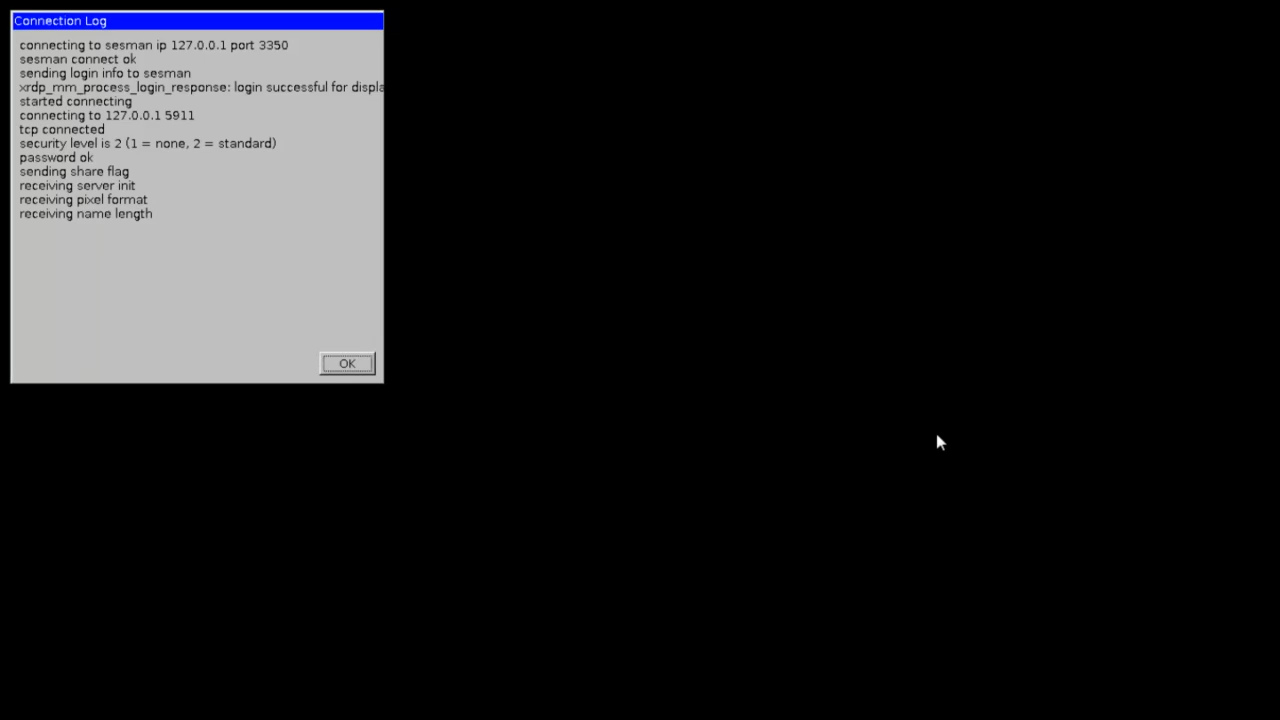 Connection Log
connecting to sesman ip 127.0.0.1 port 3350
sesman connect ok
sending login info to sesman
xrdp_mm_process_login_response: login successful for displa
started connecting
connecting to 127.0.0.1 5911
tcp connected
security level is 2 (1 = none, 2 = standard)
password ok
sending share flag
receiving server init
receiving pixel format
receiving name length
OK